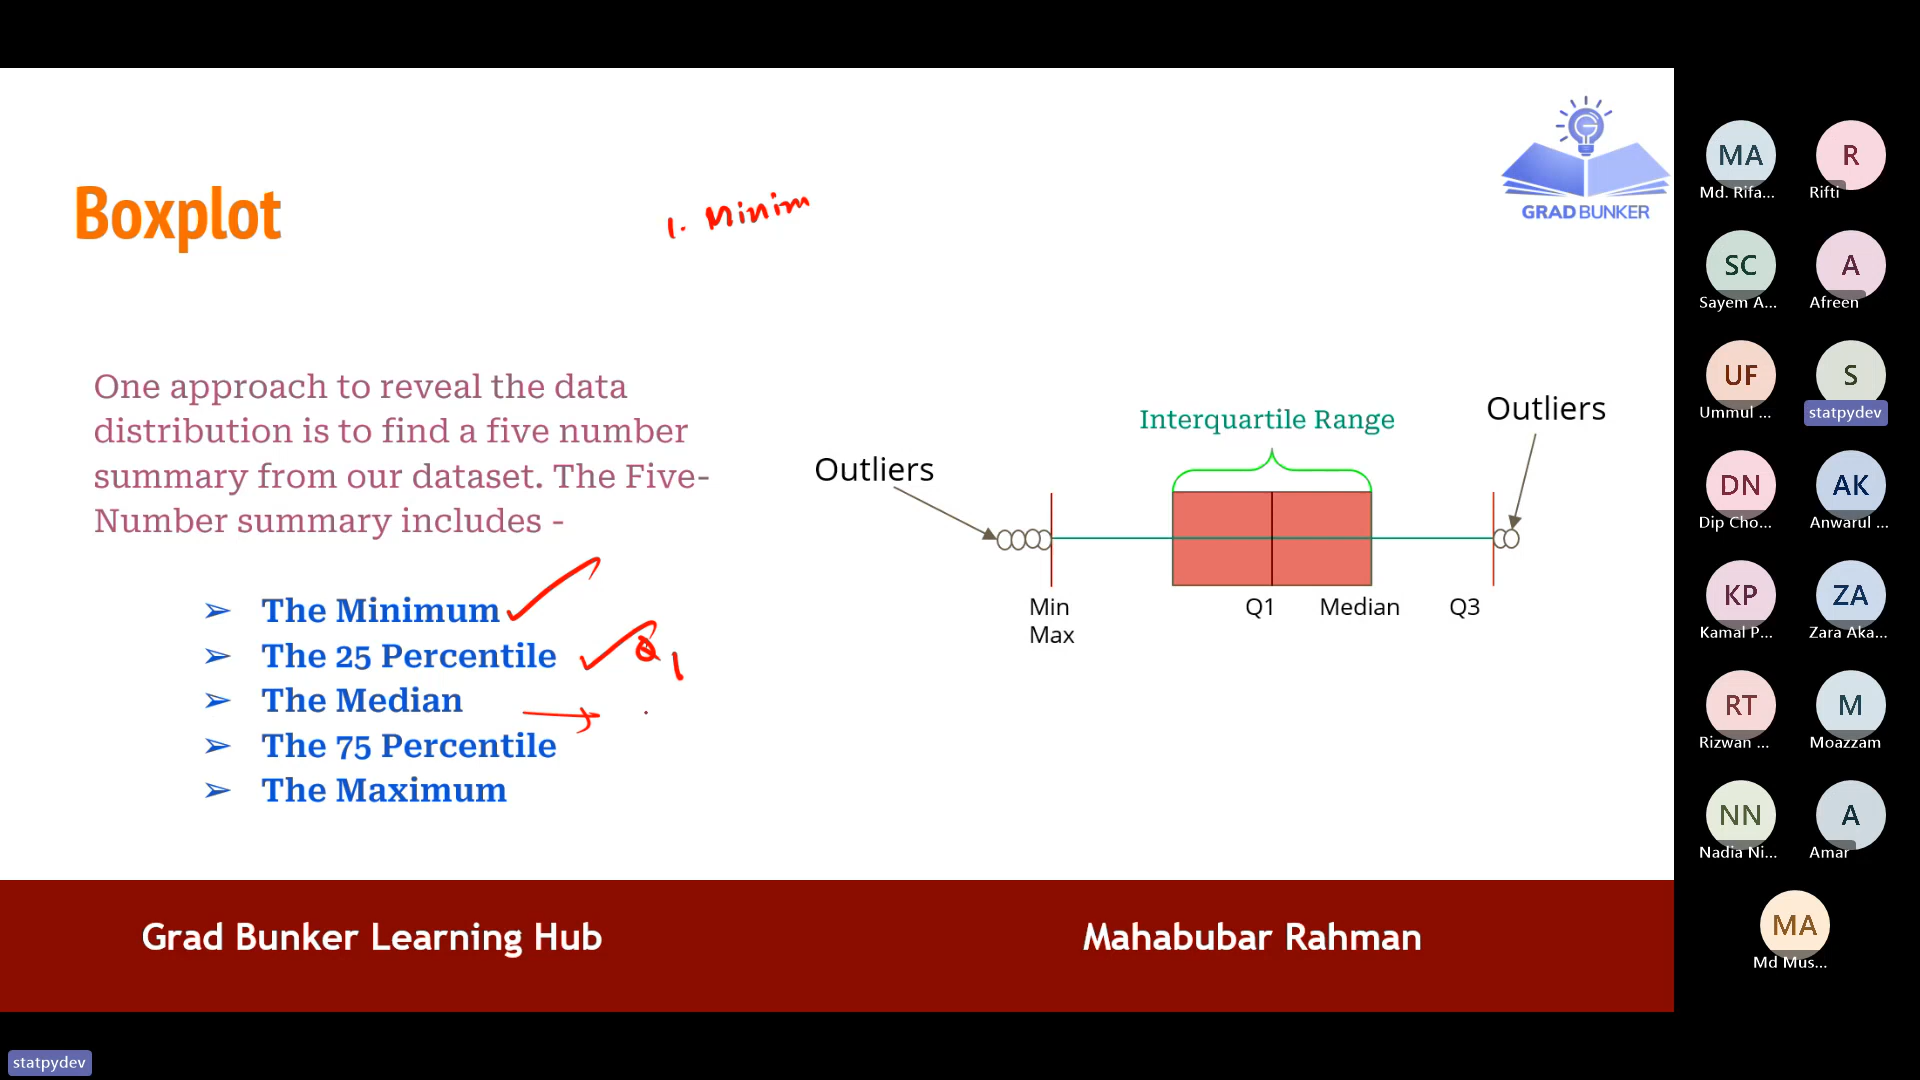 GRAD BUNKER
Boxplot
1. Minim
One approach to reveal the data
distribution is to find a five number
summary from our dataset. The Five-
Number summary includes -
➢ The Minimum
➢ The 25 Percentile Q1
➢ The Median
➢ The 75 Percentile
➢ The Maximum
Outliers
Interquartile Range
Outliers
Min Q1 Median Q3
Max
Grad Bunker Learning Hub
Mahabubar Rahman
MA R
Md. Rifa... Rifti
SC A
Sayem A... Afreen
UF S
Ummul ... statpydev
DN AK
Dip Cho... Anwarul ...
KP ZA
Kamal P... Zara Aka...
RT M
Rizwan ... Moazzam
NN A
Nadia Ni... Amar
MA
Md Mus...
statpydev